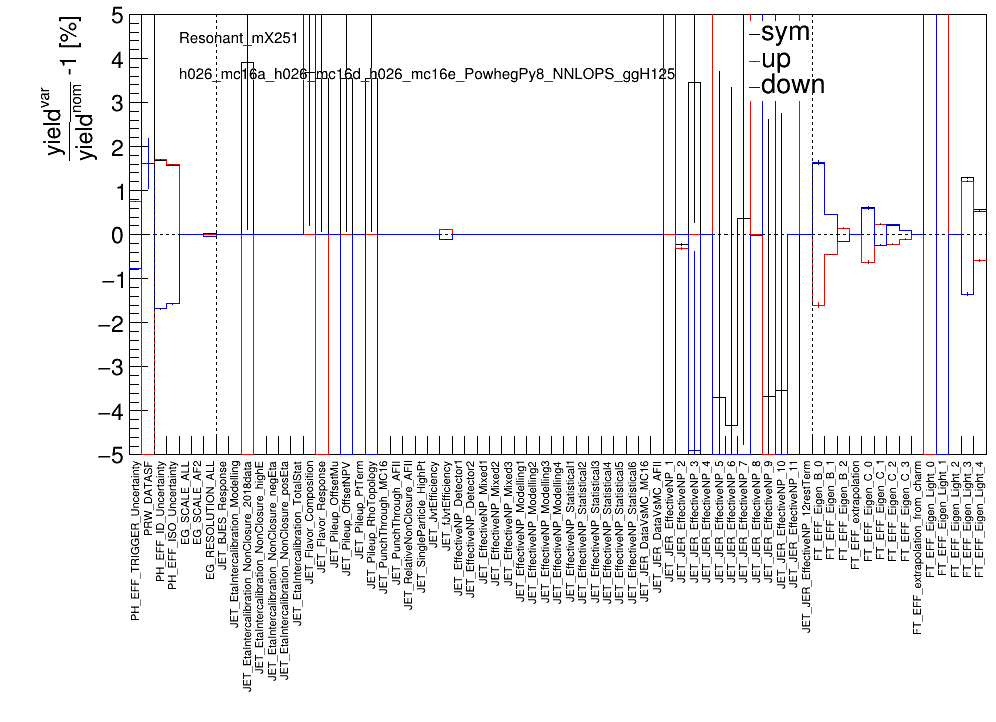 yield^var
yield^nom -1 [%]
5
4
3
2
1
0
−1
−2
−3
−4
−5
Resonant_mX251
h026_mc16a_h026_mc16d_h026_mc16e_PowhegPy8_NNLOPS_ggH125
sym
up
down
PH_EFF_TRIGGER_Uncertainty
PRW_DATASF
PH_EFF_ID_Uncertainty
PH_EFF_ISO_Uncertainty
EG_SCALE_ALL
EG_SCALE_AF2
EG_RESOLUTION_ALL
JET_BJES_Response
JET_EtaIntercalibration_Modelling
JET_EtaIntercalibration_NonClosure_2018data
JET_EtaIntercalibration_NonClosure_highE
JET_EtaIntercalibration_NonClosure_negEta
JET_EtaIntercalibration_NonClosure_posEta
JET_EtaIntercalibration_TotalStat
JET_Flavor_Composition
JET_Flavor_Response
JET_Pileup_OffsetMu
JET_Pileup_OffsetNPV
JET_Pileup_PtTerm
JET_Pileup_RhoTopology
JET_PunchThrough_MC16
JET_PunchThrough_AFII
JET_RelativeNonClosure_AFII
JET_SingleParticle_HighPt
JET_JvtEfficiency
JET_fJvtEfficiency
JET_EffectiveNP_Detector1
JET_EffectiveNP_Detector2
JET_EffectiveNP_Mixed1
JET_EffectiveNP_Mixed2
JET_EffectiveNP_Mixed3
JET_EffectiveNP_Modelling1
JET_EffectiveNP_Modelling2
JET_EffectiveNP_Modelling3
JET_EffectiveNP_Modelling4
JET_EffectiveNP_Statistical1
JET_EffectiveNP_Statistical2
JET_EffectiveNP_Statistical3
JET_EffectiveNP_Statistical4
JET_EffectiveNP_Statistical5
JET_EffectiveNP_Statistical6
JET_JER_DataVsMC_MC16
JET_JER_DataVsMC_AFII
JET_JER_EffectiveNP_1
JET_JER_EffectiveNP_2
JET_JER_EffectiveNP_3
JET_JER_EffectiveNP_4
JET_JER_EffectiveNP_5
JET_JER_EffectiveNP_6
JET_JER_EffectiveNP_7
JET_JER_EffectiveNP_8
JET_JER_EffectiveNP_9
JET_JER_EffectiveNP_10
JET_JER_EffectiveNP_11
JET_JER_EffectiveNP_12restTerm
FT_EFF_Eigen_B_0
FT_EFF_Eigen_B_1
FT_EFF_Eigen_B_2
FT_EFF_extrapolation
FT_EFF_Eigen_C_0
FT_EFF_Eigen_C_1
FT_EFF_Eigen_C_2
FT_EFF_Eigen_C_3
FT_EFF_extrapolation_from_charm
FT_EFF_Eigen_Light_0
FT_EFF_Eigen_Light_1
FT_EFF_Eigen_Light_2
FT_EFF_Eigen_Light_3
FT_EFF_Eigen_Light_4